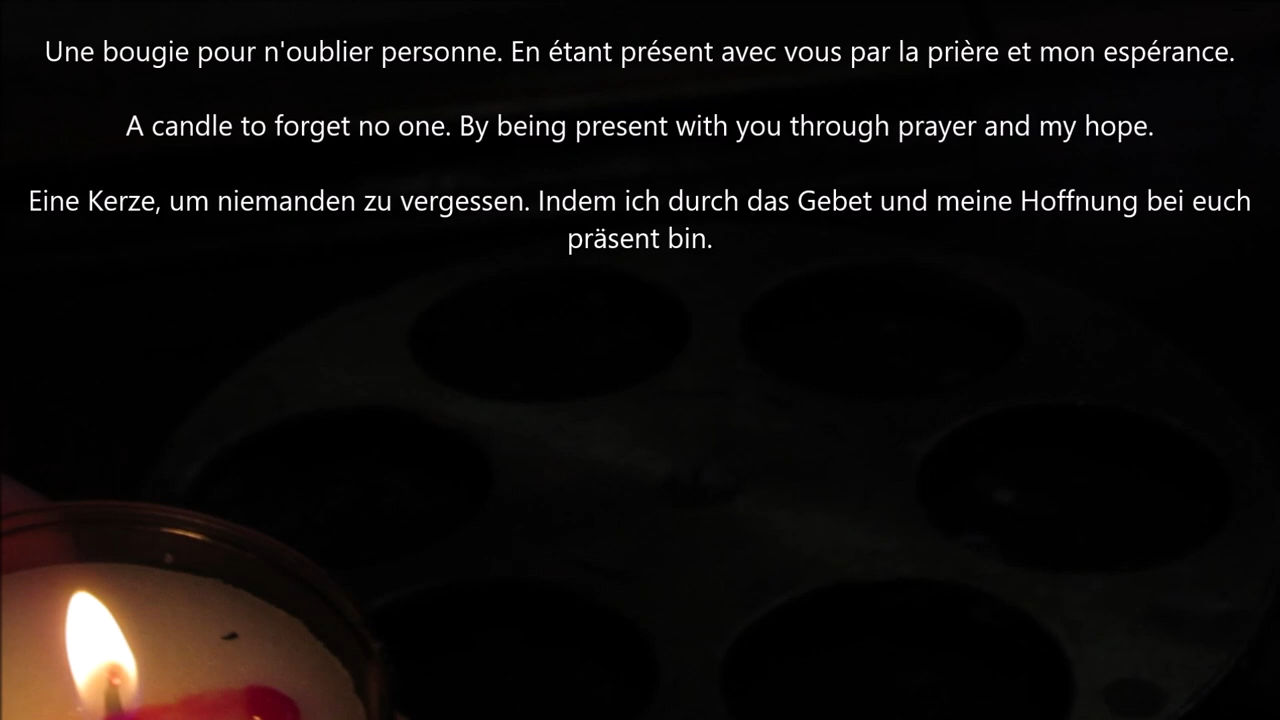 Une bougie pour n'oublier personne. En étant présent avec vous par la prière et mon espérance.
A candle to forget no one. By being present with you through prayer and my hope.
Eine Kerze, um niemanden zu vergessen. Indem ich durch das Gebet und meine Hoffnung bei euch
präsent bin.